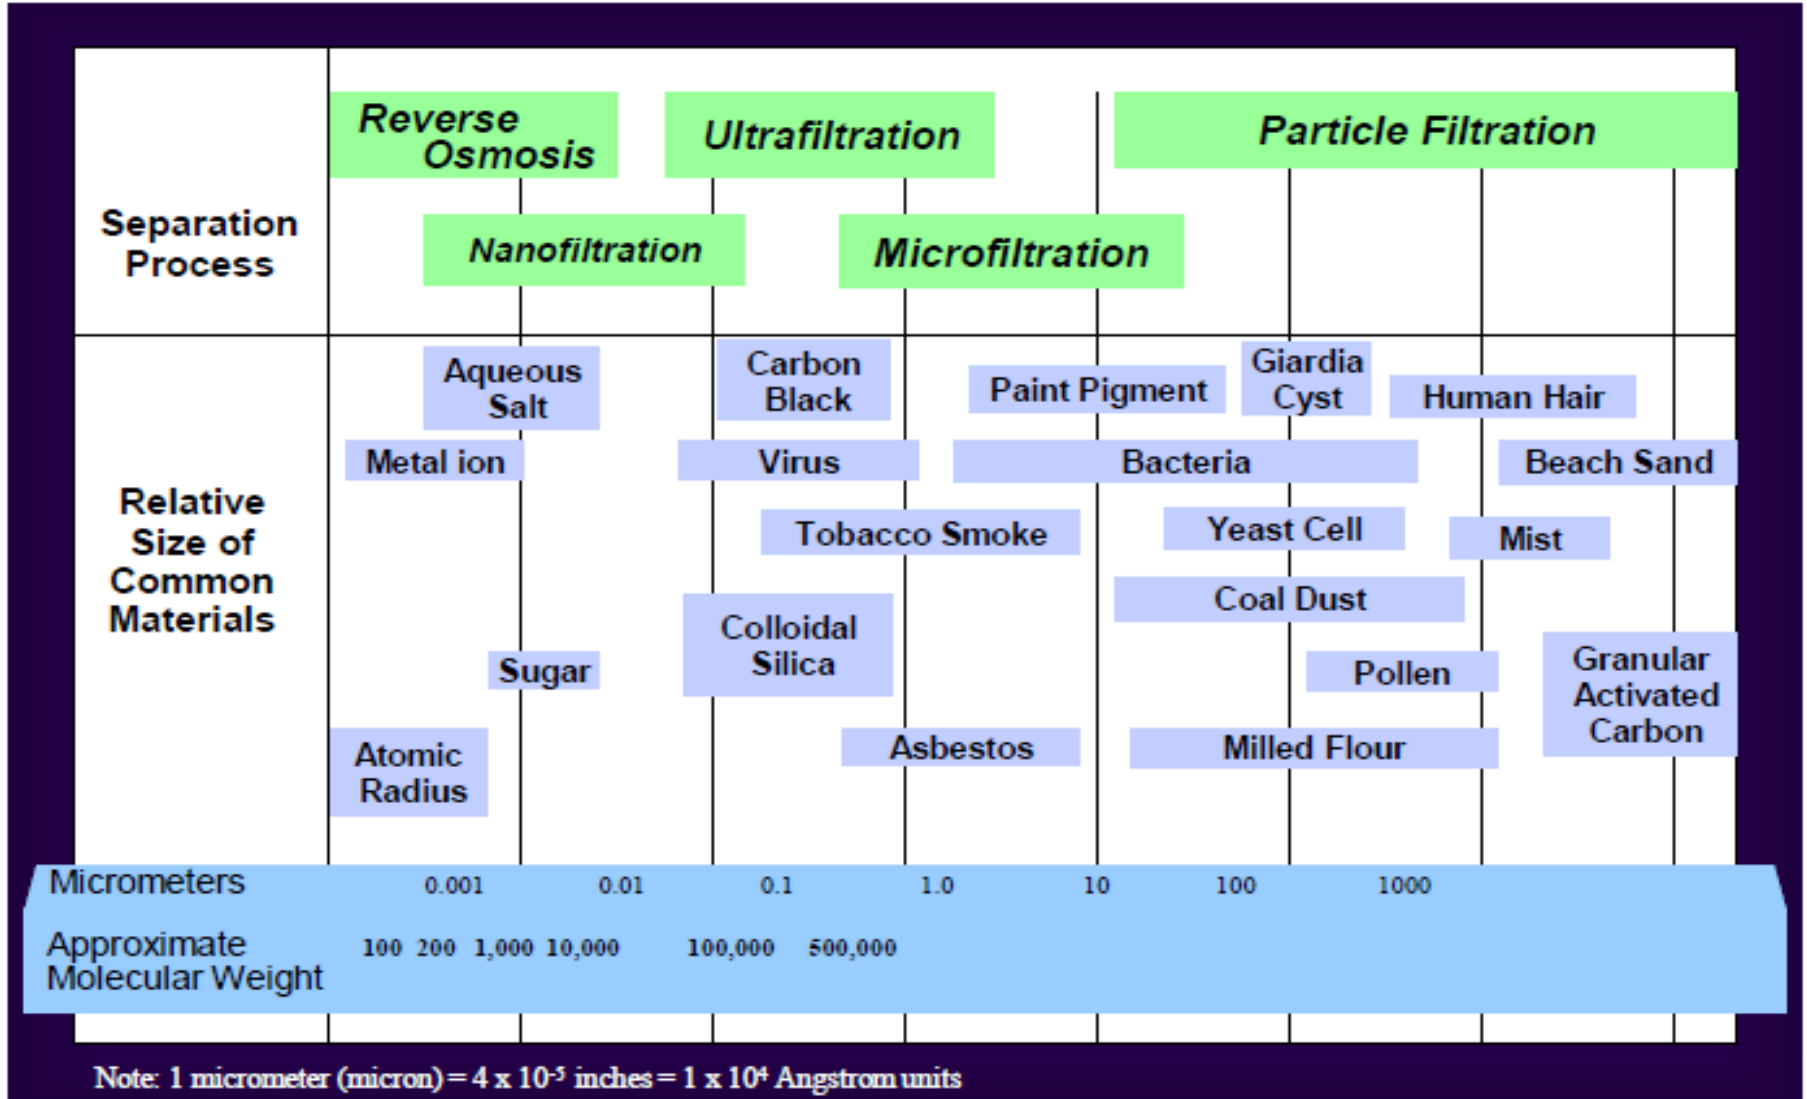 Reverse
Osmosis
Ultrafiltration
Particle Filtration
Separation
Process
Nanofiltration
Microfiltration
Relative
Size of
Common
Materials
Aqueous
Salt
Carbon
Black
Paint Pigment
Giardia
Cyst
Human Hair
Metal ion
Virus
Bacteria
Beach Sand
Tobacco Smoke
Yeast Cell
Mist
Coal Dust
Colloidal
Silica
Sugar
Pollen
Granular
Activated
Carbon
Atomic
Radius
Asbestos
Milled Flour
Micrometers 0.001 0.01 0.1 1.0 10 100 1000
Approximate
Molecular Weight 100 200 1,000 10,000 100,000 500,000
Note: 1 micrometer (micron) = 4 x 10⁻⁵ inches = 1 x 10⁴ Angstrom units